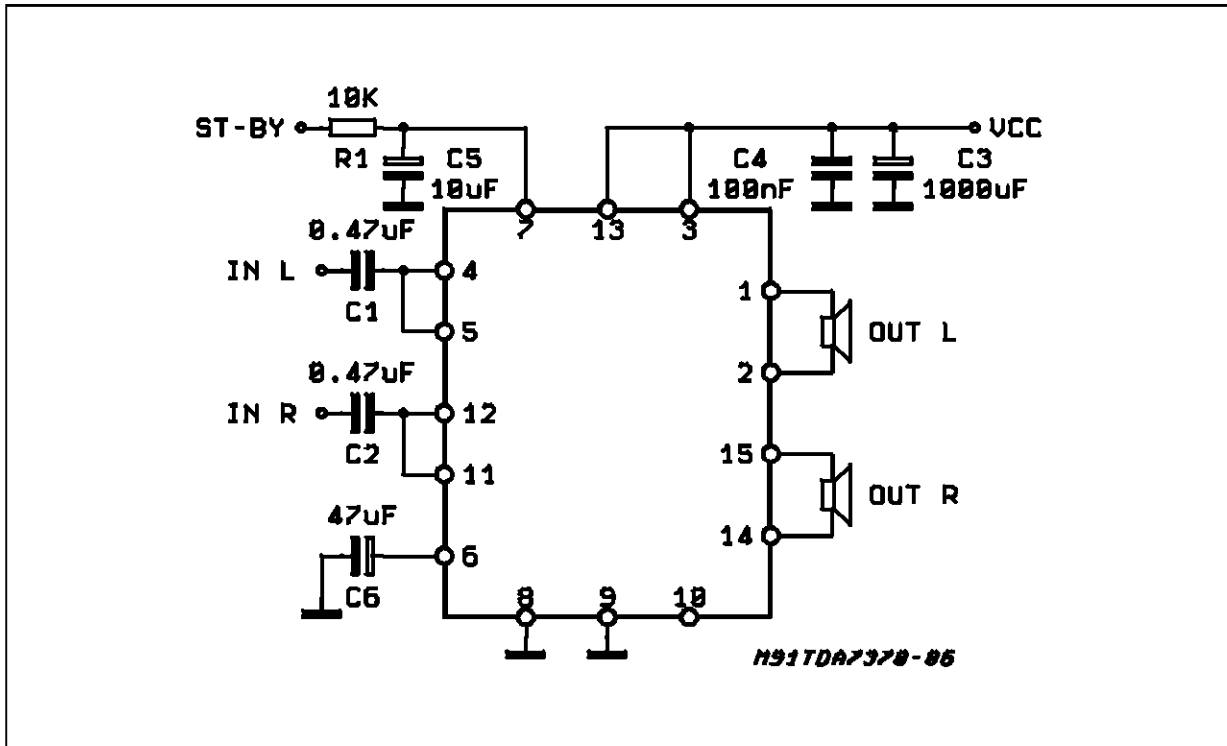 10K
ST-BY
VCC
R1
C5
10uF
C4
100nF
C3
1000uF
7
13
3
0.47uF
IN L
C1
4
5
1
2
OUT L
0.47uF
IN R
C2
12
11
15
14
OUT R
47uF
C6
6
8
9
10
M91TDA7370-06